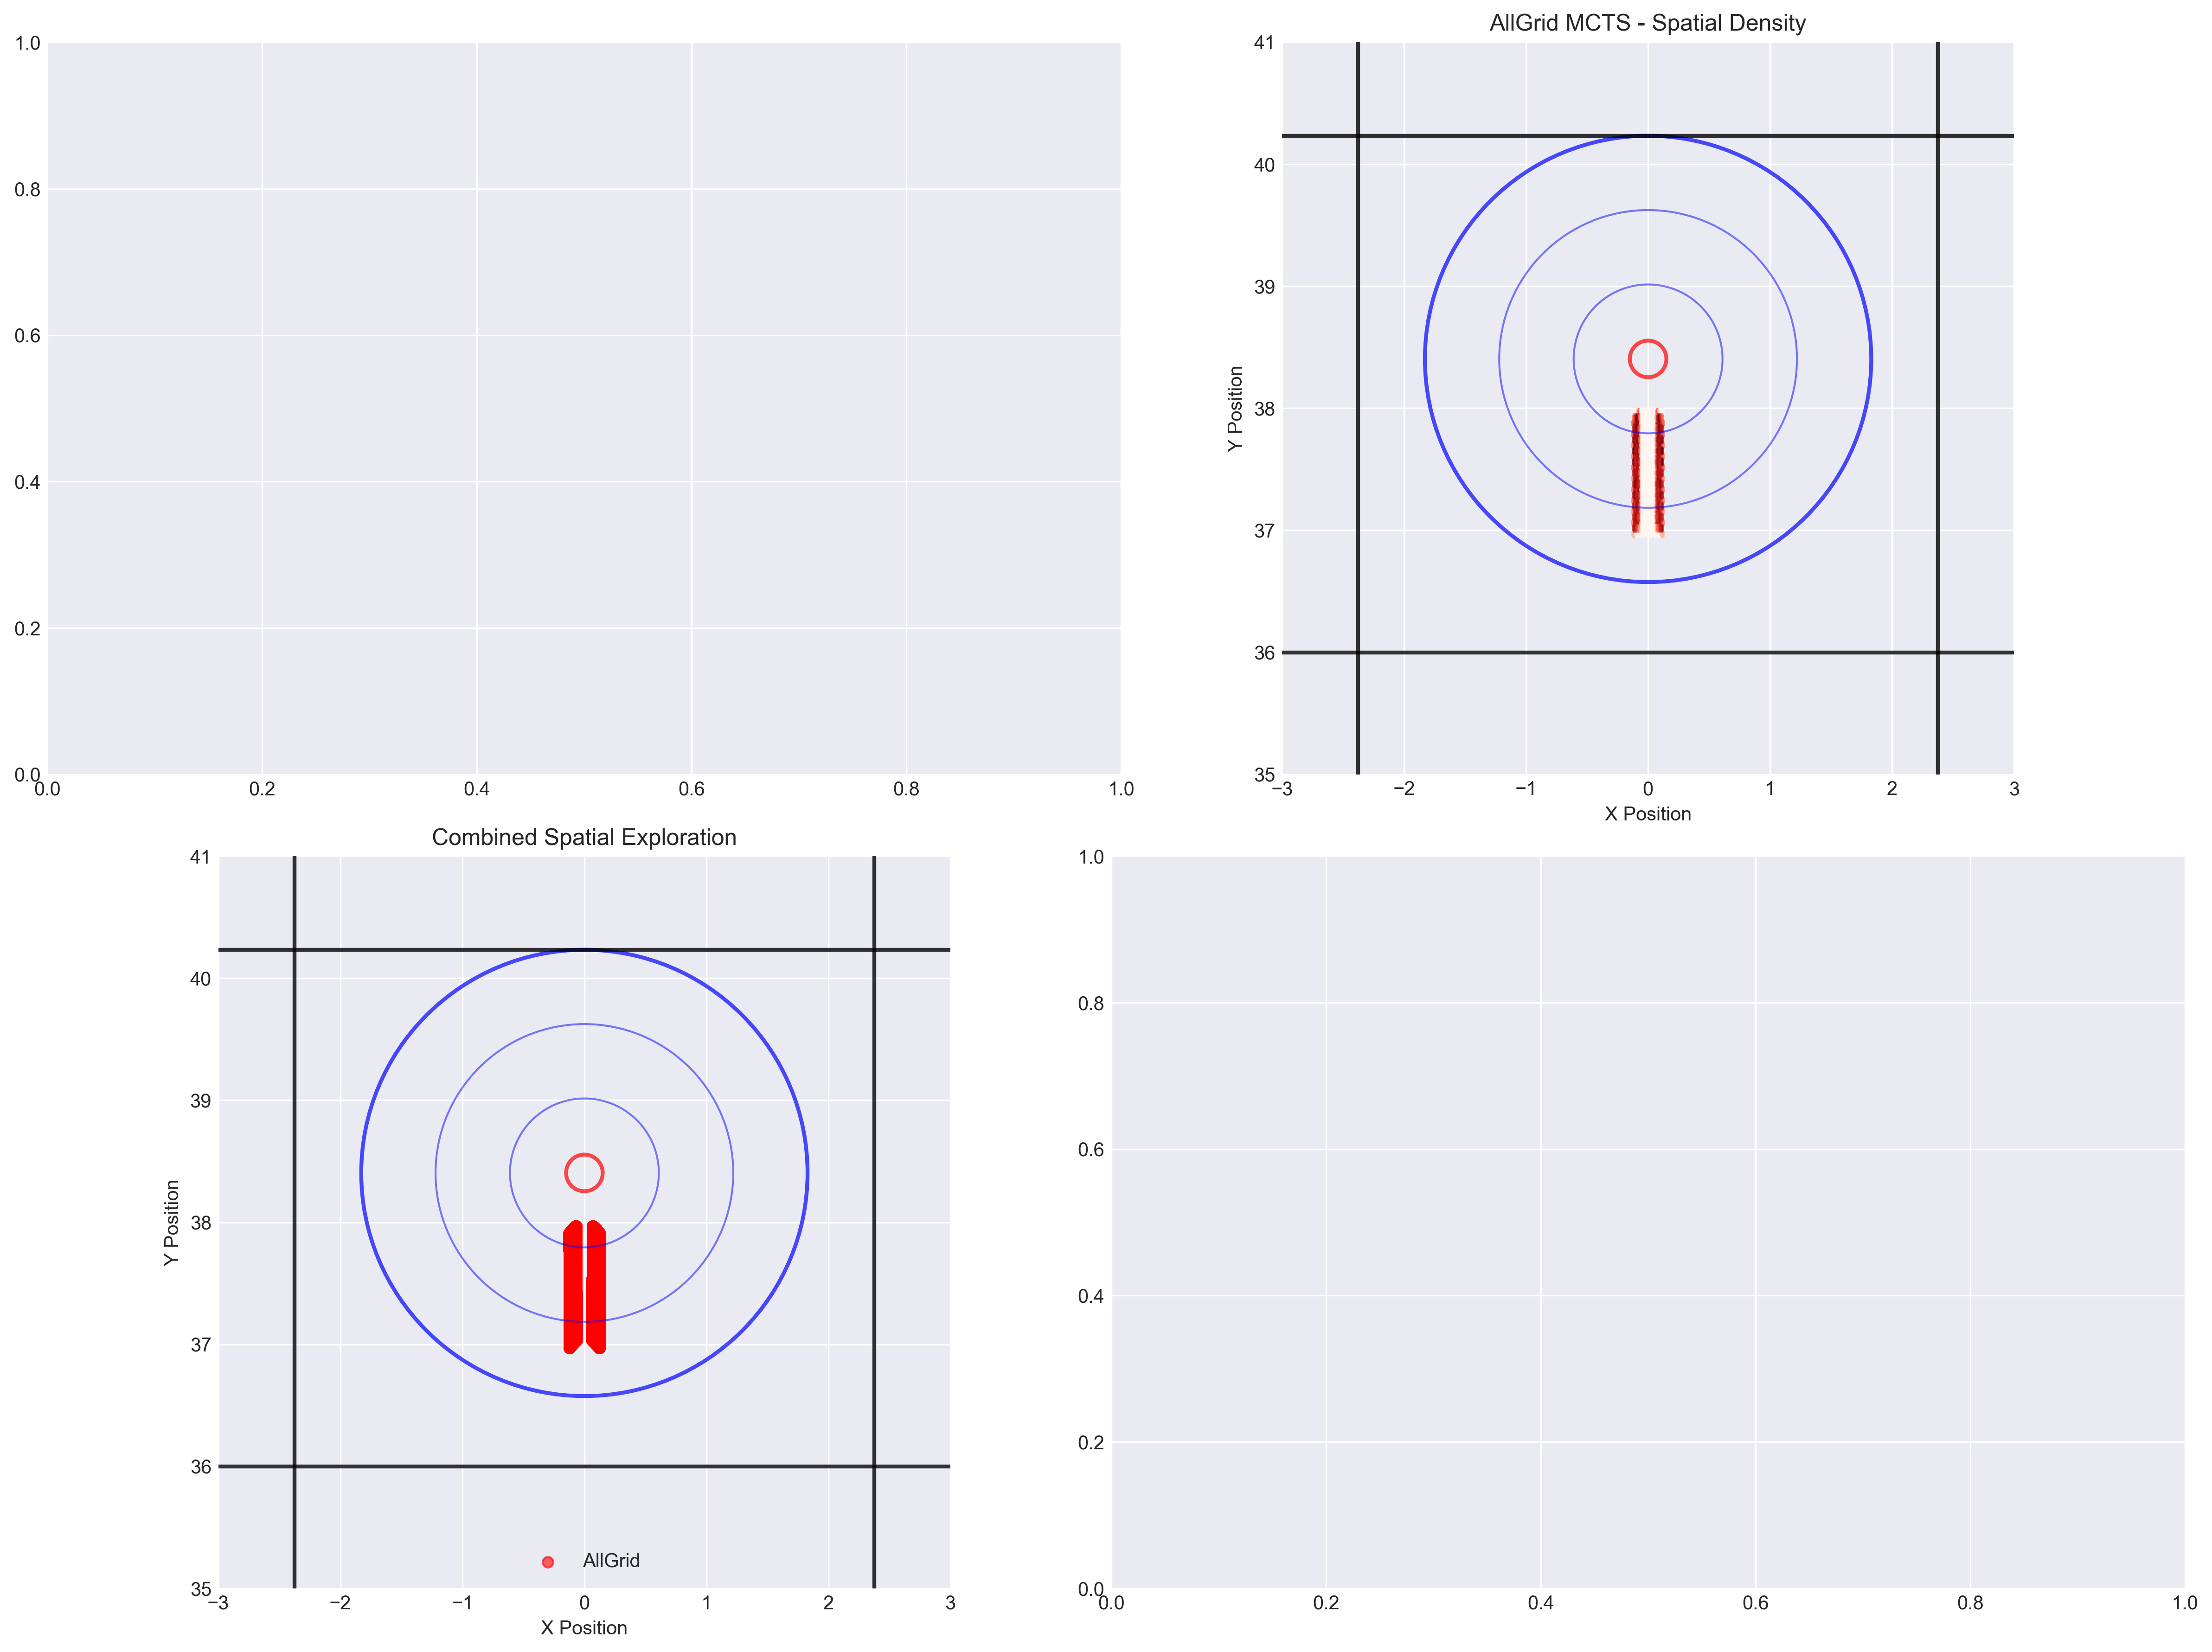 1.0
0.8
0.6
0.4
0.2
0.0
0.0 0.2 0.4 0.6 0.8 1.0
AllGrid MCTS - Spatial Density
41
40
39
38
37
36
35
Y Position
−3 −2 −1 0 1 2 3
X Position
Combined Spatial Exploration
41
40
39
38
37
36
35
Y Position
AllGrid
−3 −2 −1 0 1 2 3
X Position
1.0
0.8
0.6
0.4
0.2
0.0
0.0 0.2 0.4 0.6 0.8 1.0